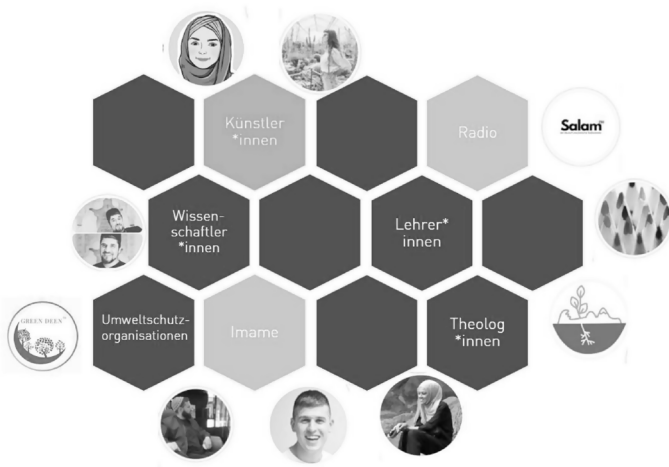 Künstler
*innen
Radio
Salam
Wissen-
schaftler
*innen
Lehrer*
innen
GREEN DEEN
Umweltschutz-
organisationen
Imame
Theolog
*innen